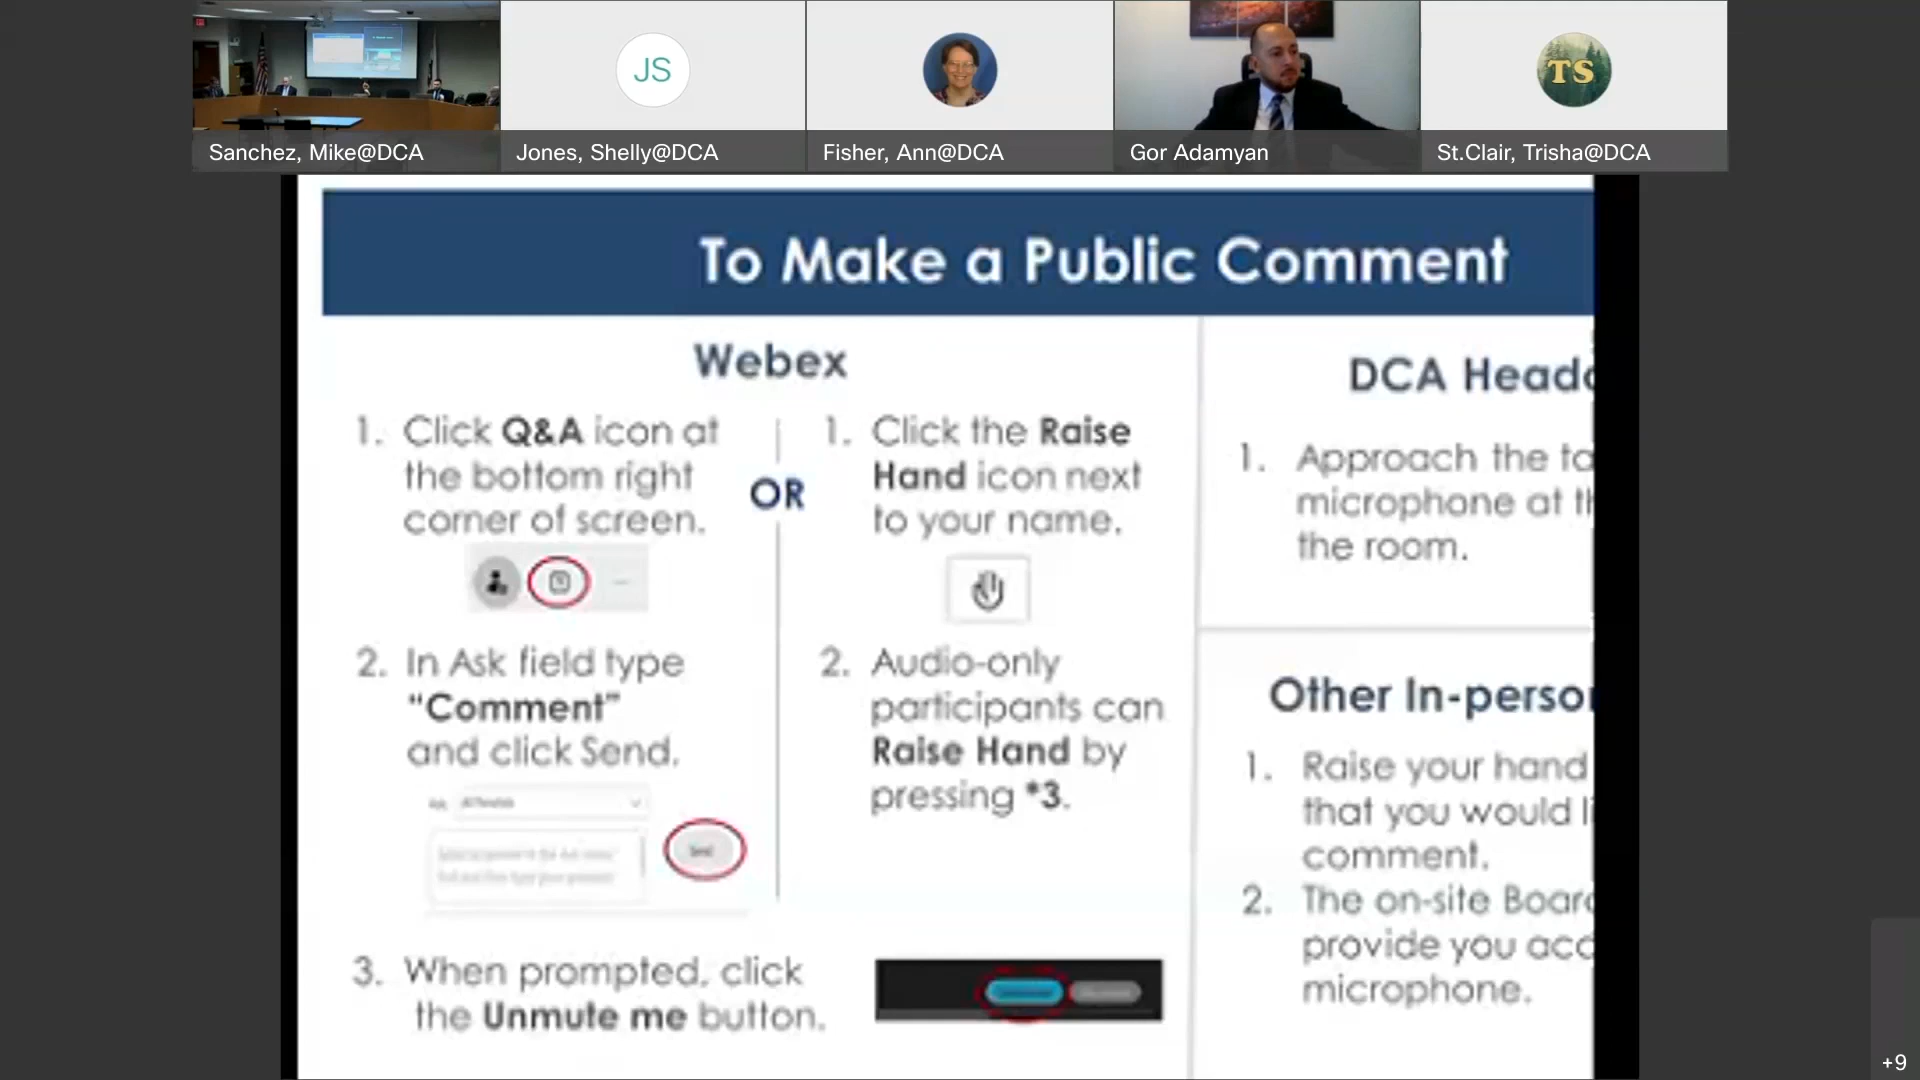 Sanchez, Mike@DCA
JS
Jones, Shelly@DCA
Fisher, Ann@DCA
Gor Adamyan
TS
St.Clair, Trisha@DCA
To Make a Public Comment
Webex
1. Click Q&A icon at
the bottom right
corner of screen.
2. In Ask field type
“Comment”
and click Send.
Send
OR
1. Click the Raise
Hand icon next
to your name.
2. Audio-only
participants can
Raise Hand by
pressing *3.
3. When prompted, click
the Unmute me button.
DCA Head
1. Approach the
microphone at
the room.
Other In-person
1. Raise your hand
that you would
comment.
2. The on-site
provide you
microphone.
+9